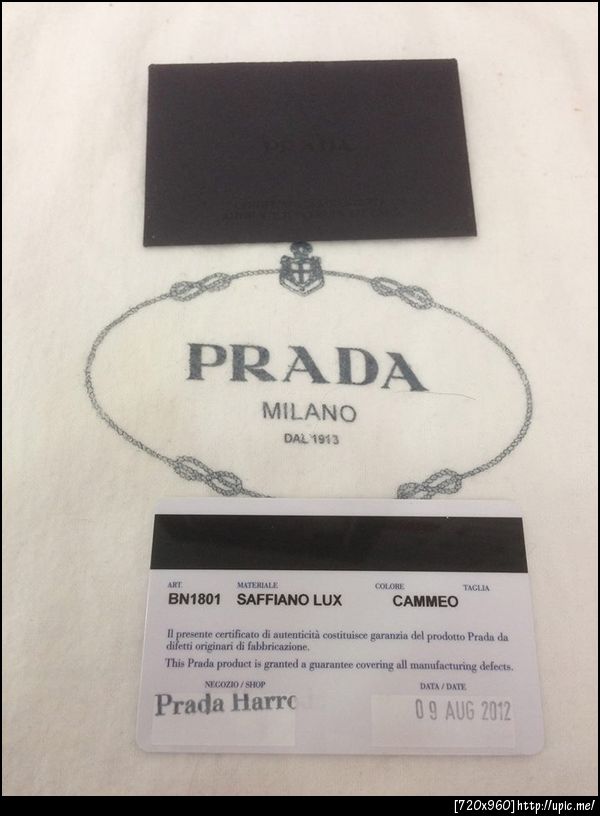 PRADA
PRADA
MILANO
DAL 1913
ART. MATERIALE COLORE TAGLIA
BN1801 SAFFIANO LUX CAMMEO
Il presente certificato di autenticità costituisce garanzia del prodotto Prada da
difetti originari di fabbricazione.
This Prada product is granted a guarantee covering all manufacturing defects.
NEGOZIO / SHOP DATA / DATE
Prada Harro 09 AUG 2012
[720x960]http://upic.me/